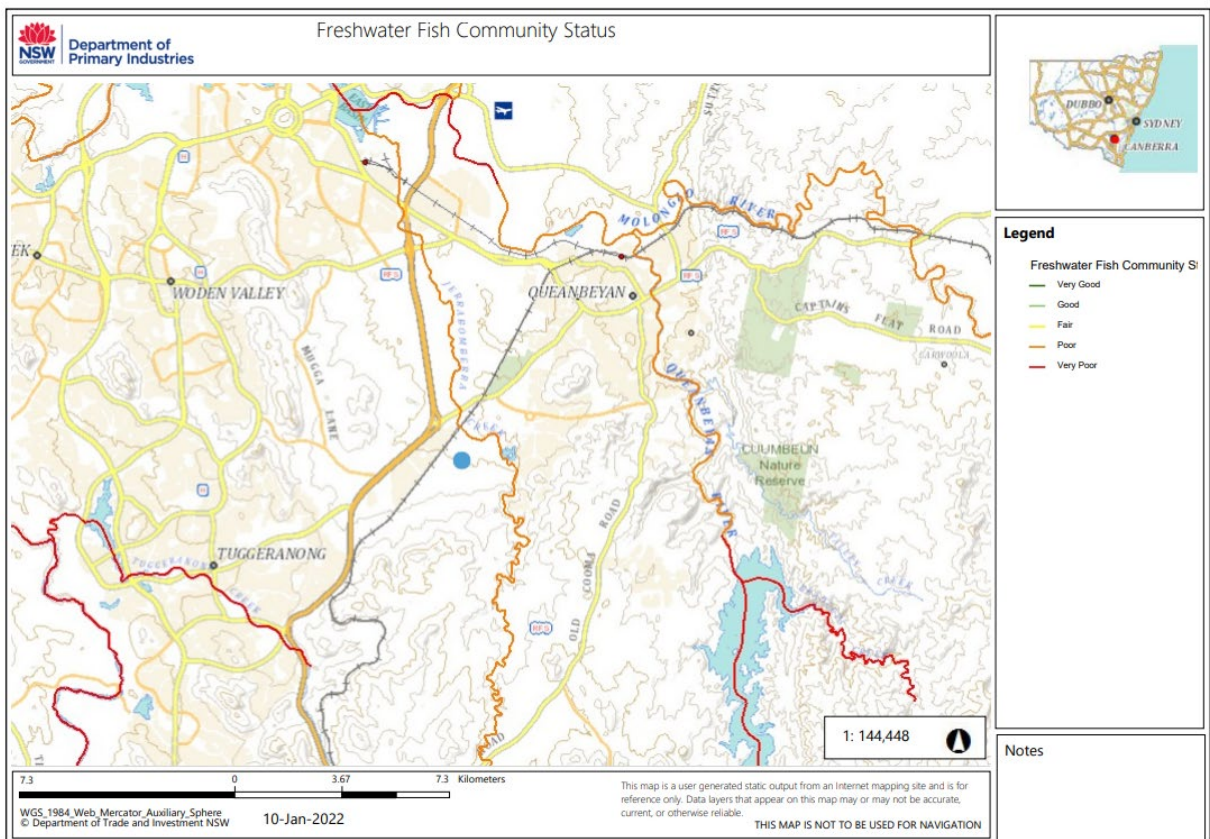 Freshwater Fish Community Status
NSW
GOVERNMENT
Department of
Primary Industries
DUBBO
SYDNEY
CANBERRA
Legend
Freshwater Fish Community S
Very Good
Good
Fair
Poor
Very Poor
MOLONGLO RIVER
EK
WODEN VALLEY
QUEANBEYAN
JERRABOMBERRA
CREEK
MUGGA LANE
CAPTAINS FLAT ROAD
CARWOOLA
QUEANBEYAN RIVER
CUUMBEUN
Nature
Reserve
OLD COOMA ROAD
TUGGERANONG
TUGGERANONG CREEK
CREEK
AD
1: 144,448
Notes
7.3
0
3.67
7.3 Kilometers
WGS_1984_Web_Mercator_Auxiliary_Sphere
© Department of Trade and Investment NSW
10-Jan-2022
This map is a user generated static output from an Internet mapping site and is for
reference only. Data layers that appear on this map may or may not be accurate,
current, or otherwise reliable.
THIS MAP IS NOT TO BE USED FOR NAVIGATION